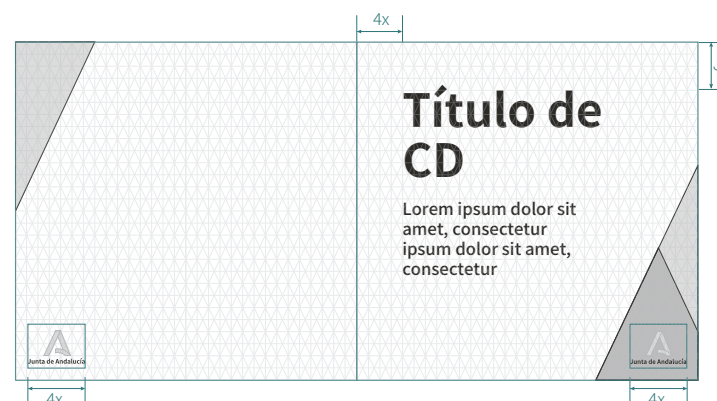 4x
Título de
CD
Lorem ipsum dolor sit
amet, consectetur
ipsum dolor sit amet,
consectetur
Junta de Andalucía
Junta de Andalucía
4x
4x